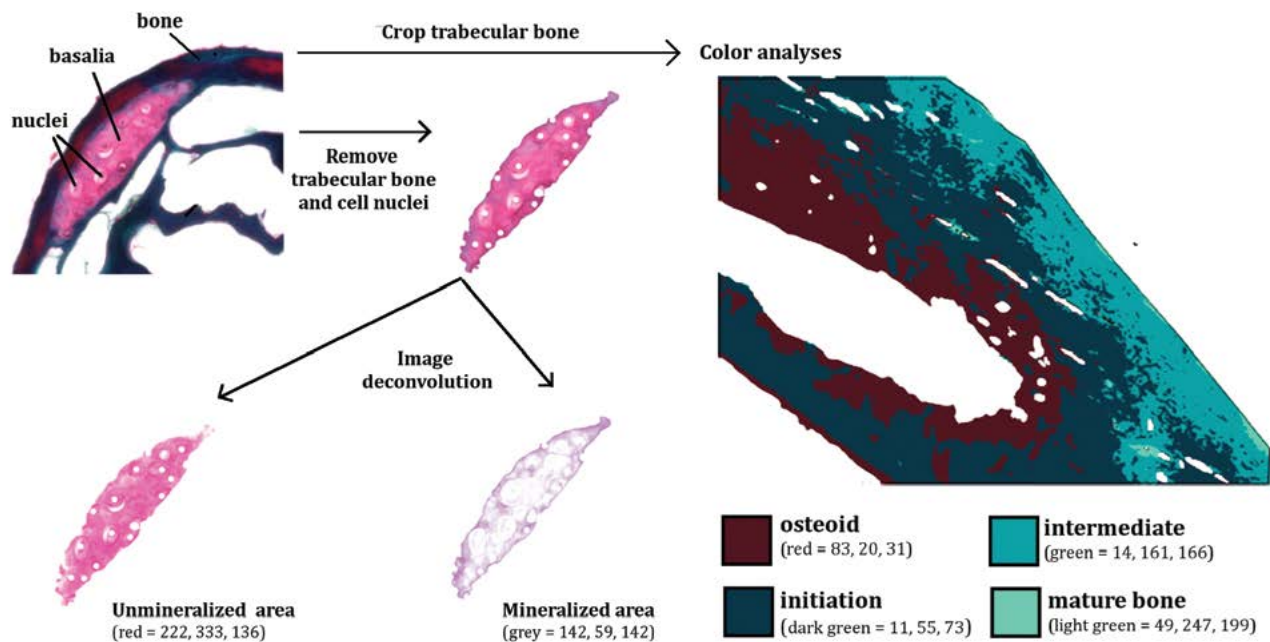 bone
basalia
nuclei
Crop trabecular bone
Remove
trabecular bone
and cell nuclei
Color analyses
Image
deconvolution
Unmineralized area
(red = 222, 333, 136)
Mineralized area
(grey = 142, 59, 142)
osteoid
(red = 83, 20, 31)
intermediate
(green = 14, 161, 166)
initiation
(dark green = 11, 55, 73)
mature bone
(light green = 49, 247, 199)